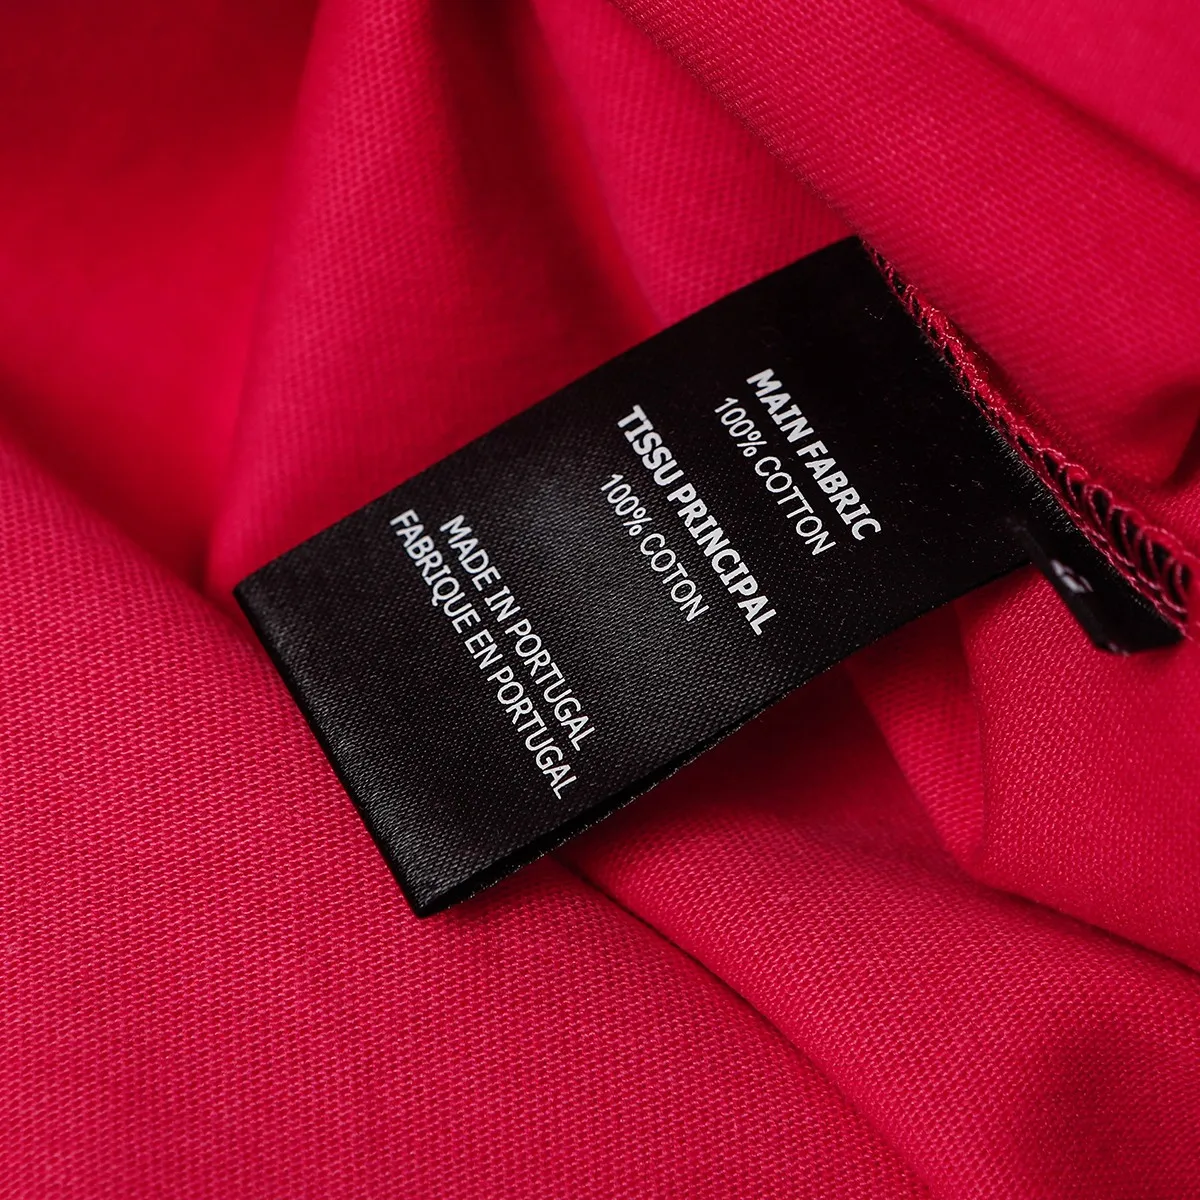 MAIN FABRIC
100% COTTON
TISSU PRINCIPAL
100% COTON
MADE IN PORTUGAL
FABRIQUE EN PORTUGAL